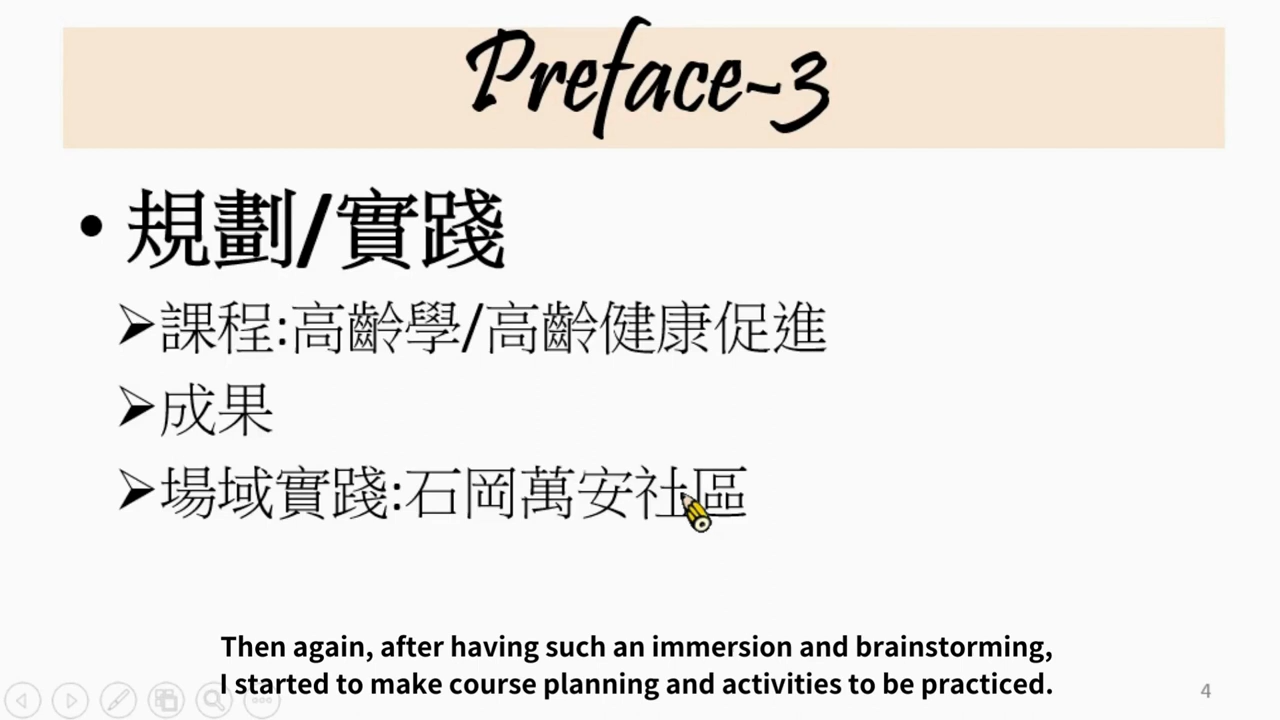 Preface-3
• 規劃/實踐
➢課程:高齡學/高齡健康促進
➢成果
➢場域實踐:石岡萬安社區
Then again, after having such an immersion and brainstorming,
I started to make course planning and activities to be practiced.
4